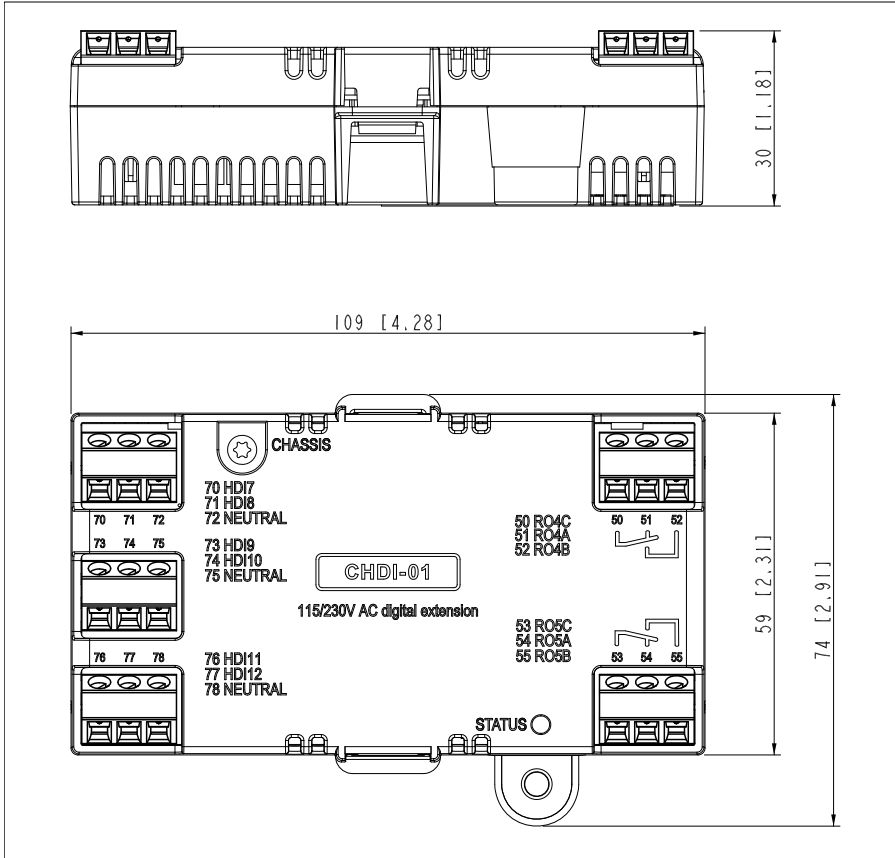 30 [1.18]
109 [4.28]
CHASSIS
70 HDI7
71 HDI8
72 NEUTRAL
70 71 72
73 74 75
73 HDI9
74 HDI10
75 NEUTRAL
50 RO4C
51 RO4A
52 RO4B
50 51 52
CHDI-01
115/230V AC digital extension
59 [2.31]
74 [2.91]
53 RO5C
54 RO5A
55 RO5B
53 54 55
76 77 78
76 HDI11
77 HDI12
78 NEUTRAL
STATUS